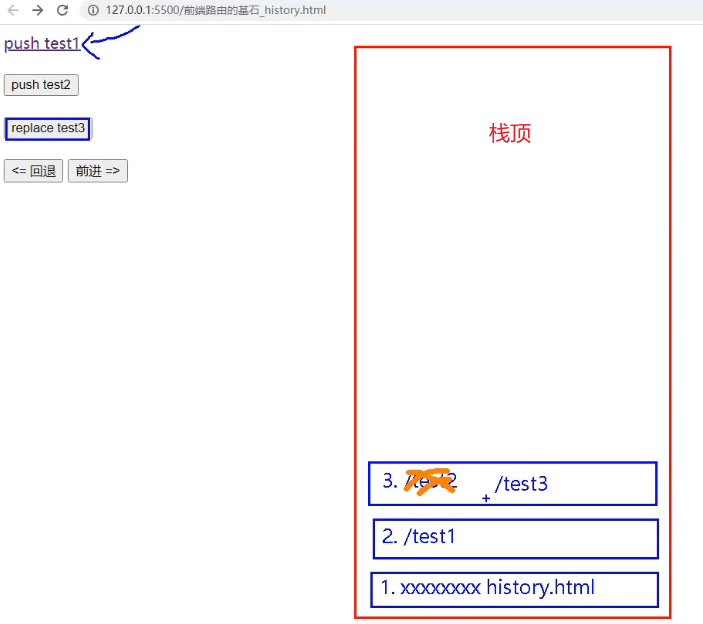 127.0.0.1:5500/前端路由的基石_history.html
push test1
push test2
replace test3
<= 回退 前进 =>
栈顶
3. /test2 /test3
2. /test1
1. xxxxxxxx history.html